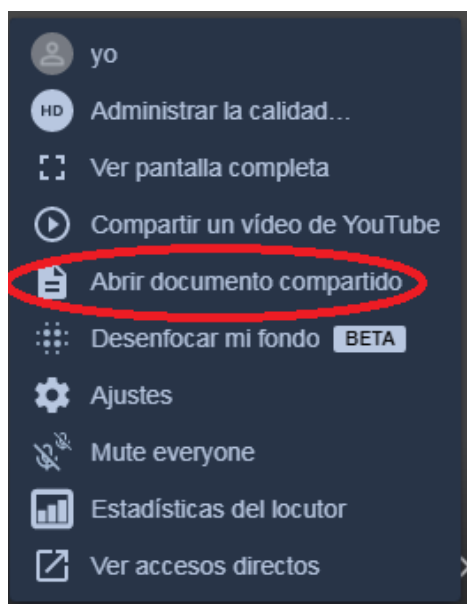 yo
HD Administrar la calidad...
Ver pantalla completa
Compartir un vídeo de YouTube
Abrir documento compartido
Desenfocar mi fondo BETA
Ajustes
Mute everyone
Estadísticas del locutor
Ver accesos directos